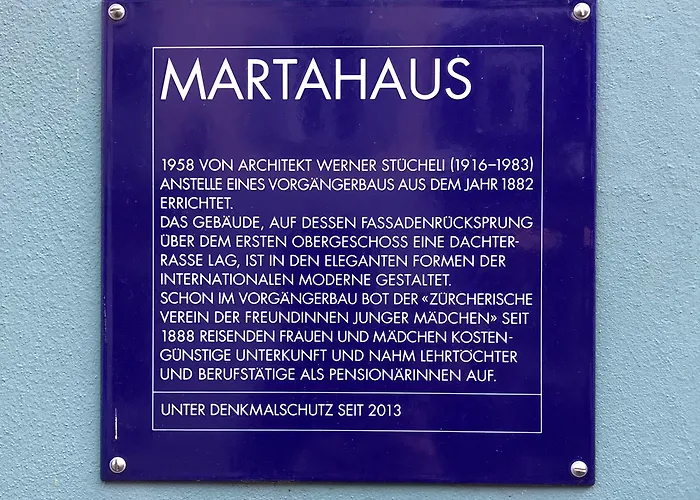 MARTAHAUS
1958 VON ARCHITEKT WERNER STÜCHELI (1916–1983)
ANSTELLE EINES VORGÄNGERBAUS AUS DEM JAHR 1882
ERRICHTET.
DAS GEBÄUDE, AUF DESSEN FASSADENRÜCKSPRUNG
ÜBER DEM ERSTEN OBERGESCHOSS EINE DACHTER-
RASSE LAG, IST IN DEN ELEGANTEN FORMEN DER
INTERNATIONALEN MODERNE GESTALTET.
SCHON IM VORGÄNGERBAU BOT DER «ZÜRCHERISCHE
VEREIN DER FREUNDINNEN JUNGER MÄDCHEN» SEIT
1888 REISENDEN FRAUEN UND MÄDCHEN KOSTEN-
GÜNSTIGE UNTERKUNFT UND NAHM LEHRTÖCHTER
UND BERUFSTÄTIGE ALS PENSIONÄRINNEN AUF.
UNTER DENKMALSCHUTZ SEIT 2013